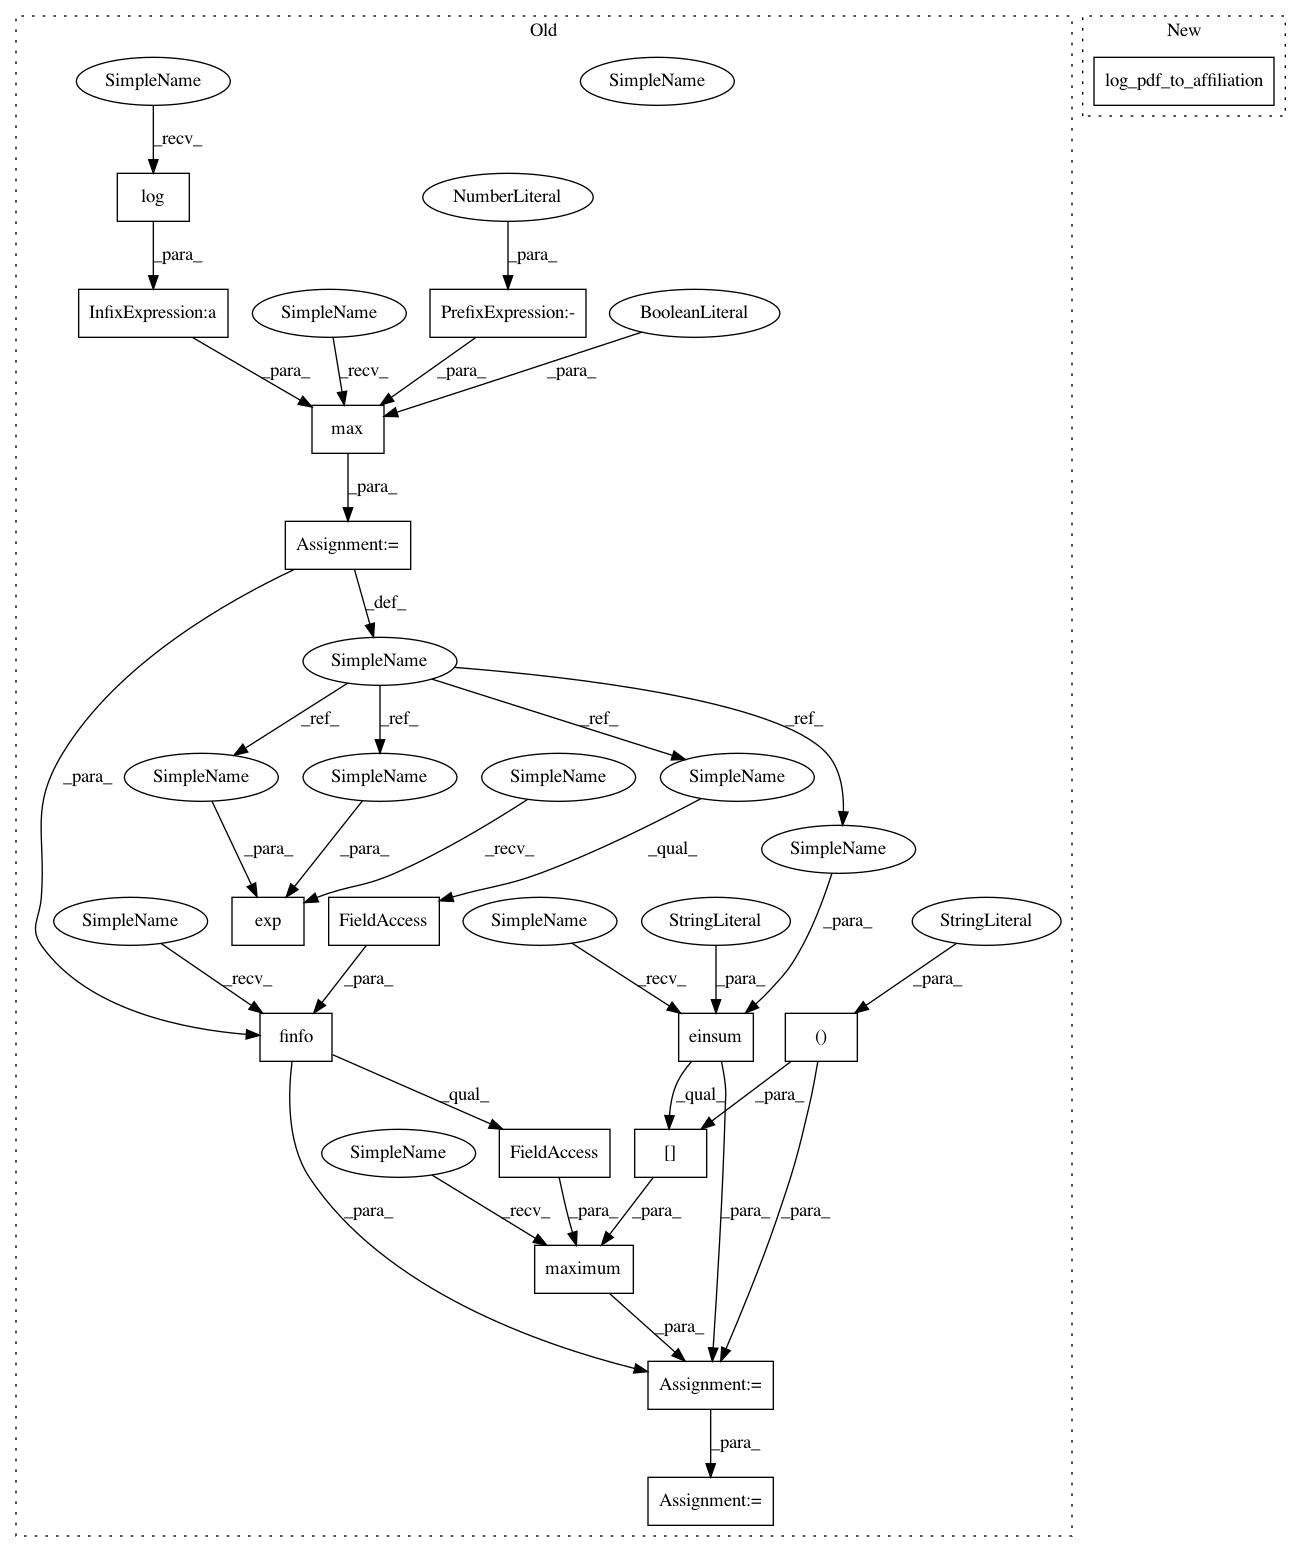 Old
New
SimpleName
SimpleName
log_pdf_to_affiliation
_recv_
log
NumberLiteral
_para_
_para_
InfixExpression:a
SimpleName
PrefixExpression:-
BooleanLiteral
_para_
_recv_
_para_
_para_
max
_para_
Assignment:=
_def_
SimpleName
_ref_
_ref_
_ref_
_ref_
_para_
SimpleName
SimpleName
SimpleName
SimpleName
_para_
_para_
_recv_
_qual_
SimpleName
SimpleName
exp
FieldAccess
SimpleName
StringLiteral
StringLiteral
_para_
_recv_
_para_
_recv_
_para_
_para_
finfo
einsum
()
_qual_
_qual_
_para_
SimpleName
FieldAccess
[]
_para_
_recv_
_para_
_para_
_para_
_para_
maximum
_para_
Assignment:=
_para_
Assignment:=